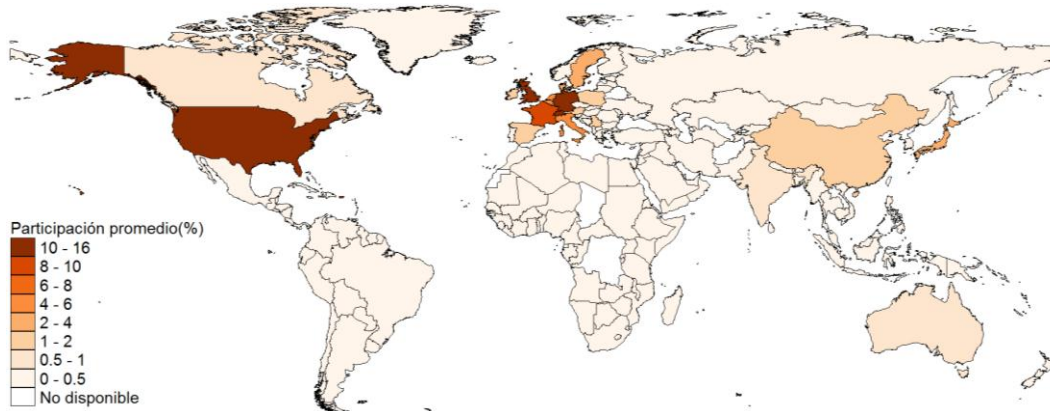 Participación promedio(%)
10 - 16
8 - 10
6 - 8
4 - 6
2 - 4
1 - 2
0.5 - 1
0 - 0.5
No disponible